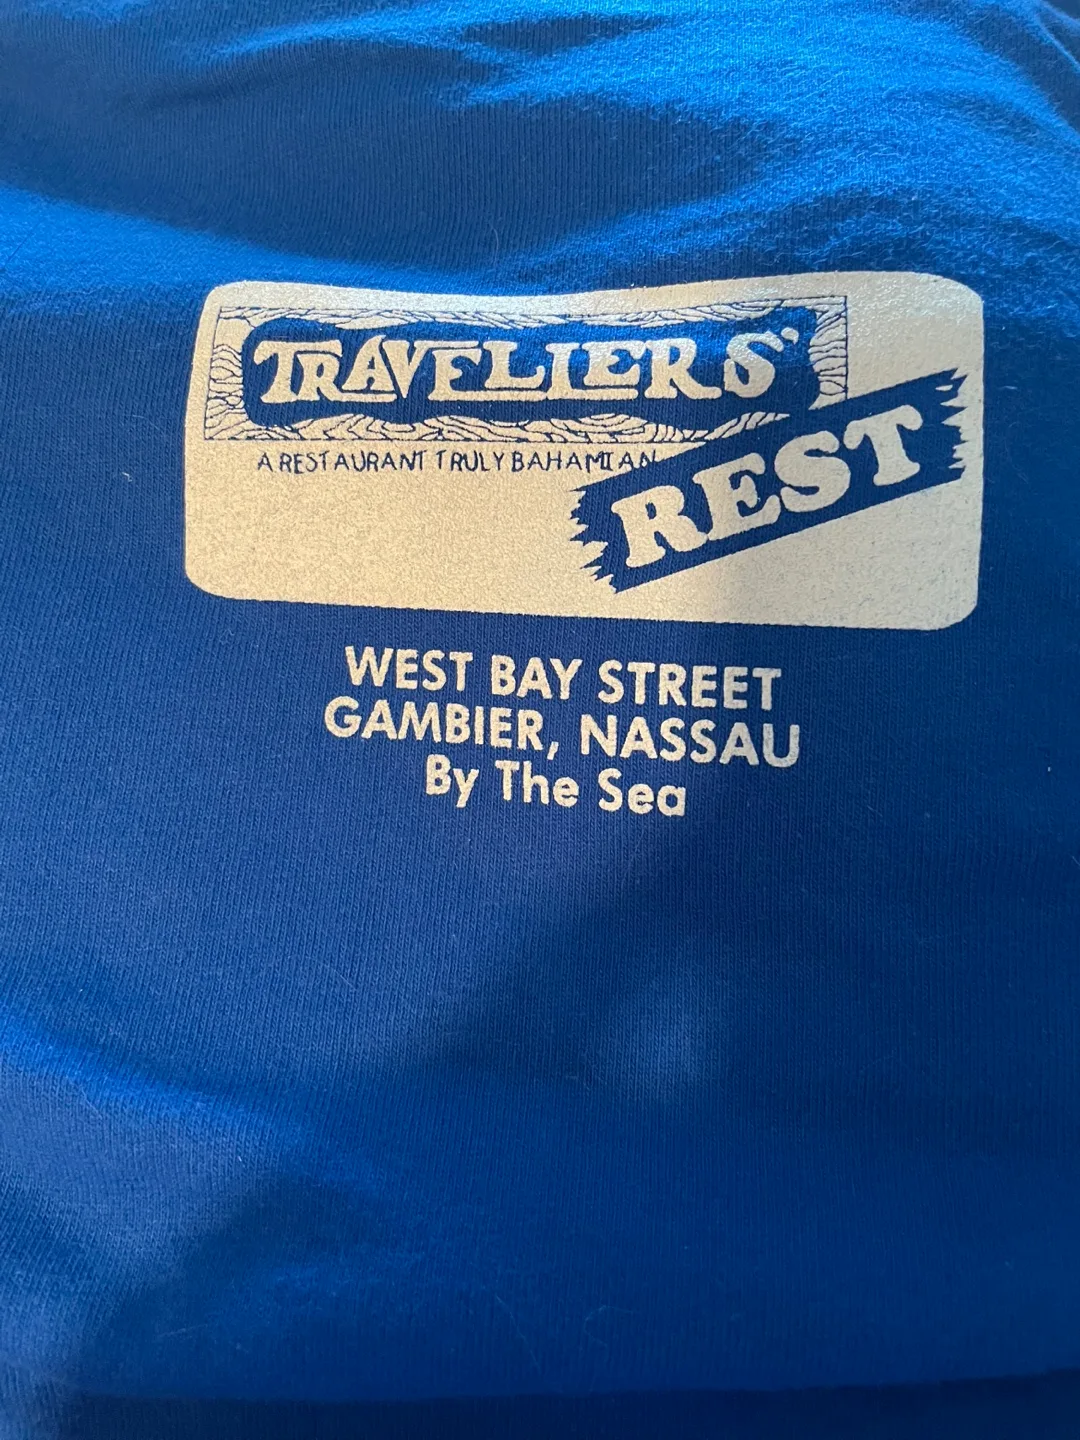 TRAVELLERS'
REST
A RESTAURANT TRULY BAHAMIAN
WEST BAY STREET
GAMBIER, NASSAU
By The Sea